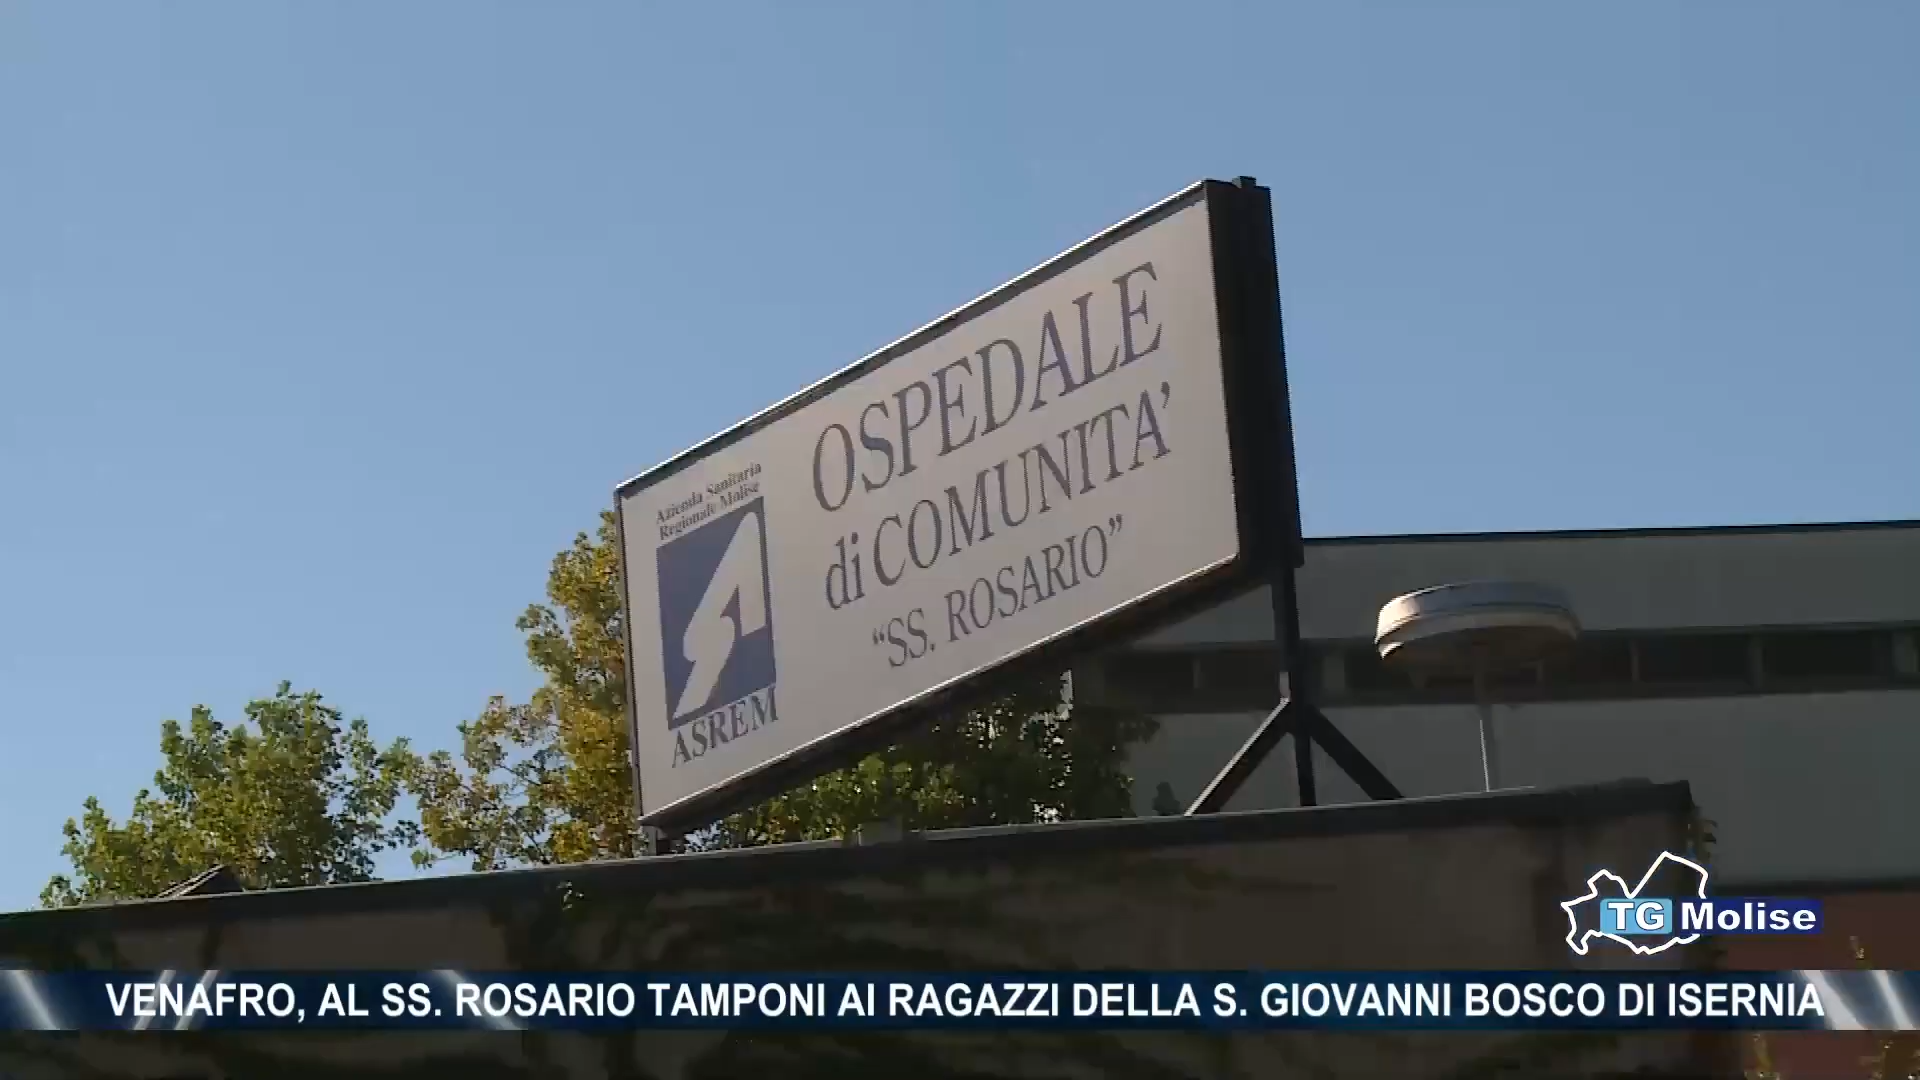 Azienda Sanitaria
Regionale Molise
ASREM
OSPEDALE
di COMUNITA'
“SS. ROSARIO”
TG Molise
VENAFRO, AL SS. ROSARIO TAMPONI AI RAGAZZI DELLA S. GIOVANNI BOSCO DI ISERNIA